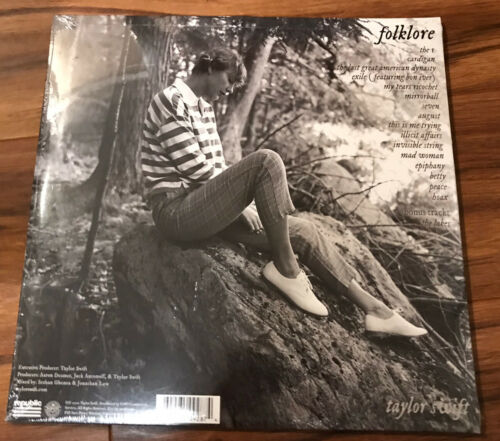 folklore
the 1
cardigan
the last great american dynasty
exile (featuring bon iver)
my tears ricochet
mirrorball
seven
august
this is me trying
illicit affairs
invisible string
mad woman
epiphany
betty
peace
hoax
bonus track:
the lakes
Executive Producer: Taylor Swift
Producers: Aaron Dessner, Jack Antonoff, & Taylor Swift
Mixed by: Serban Ghenea & Jonathan Low
taylorswift.com
republic
taylor swift